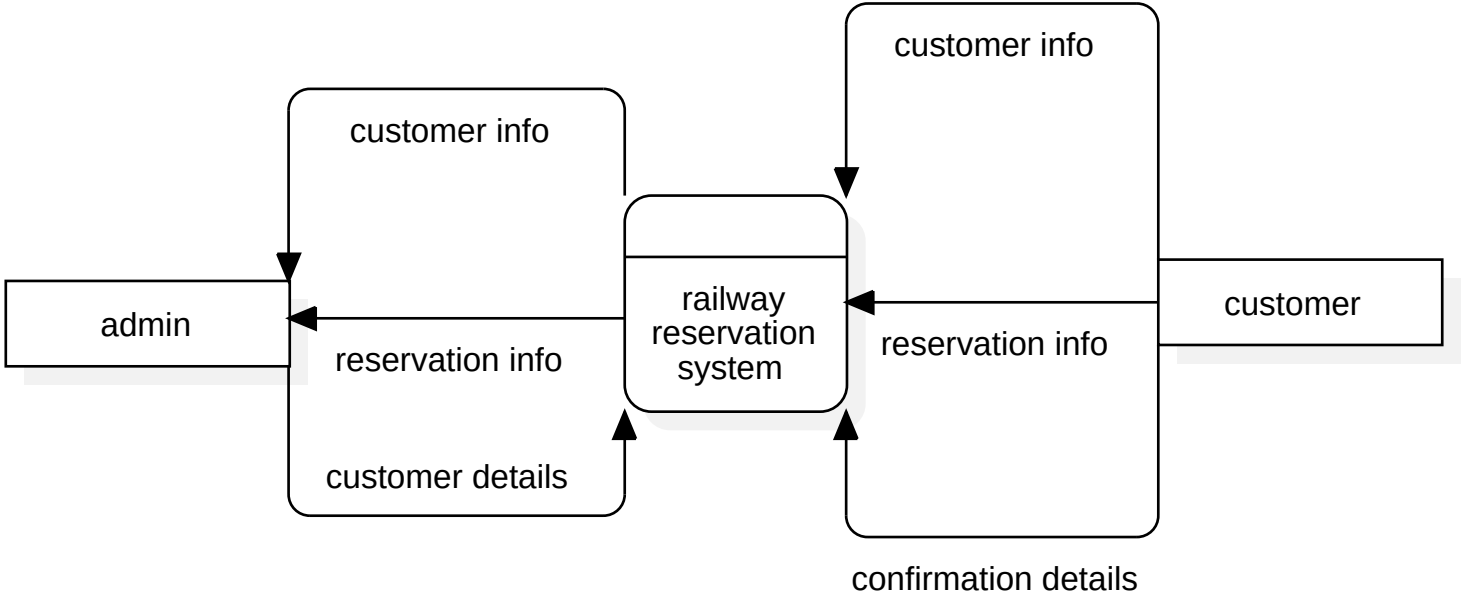 customer info
customer info
railway
reservation
system
customer
admin
reservation info
reservation info
customer details
confirmation details